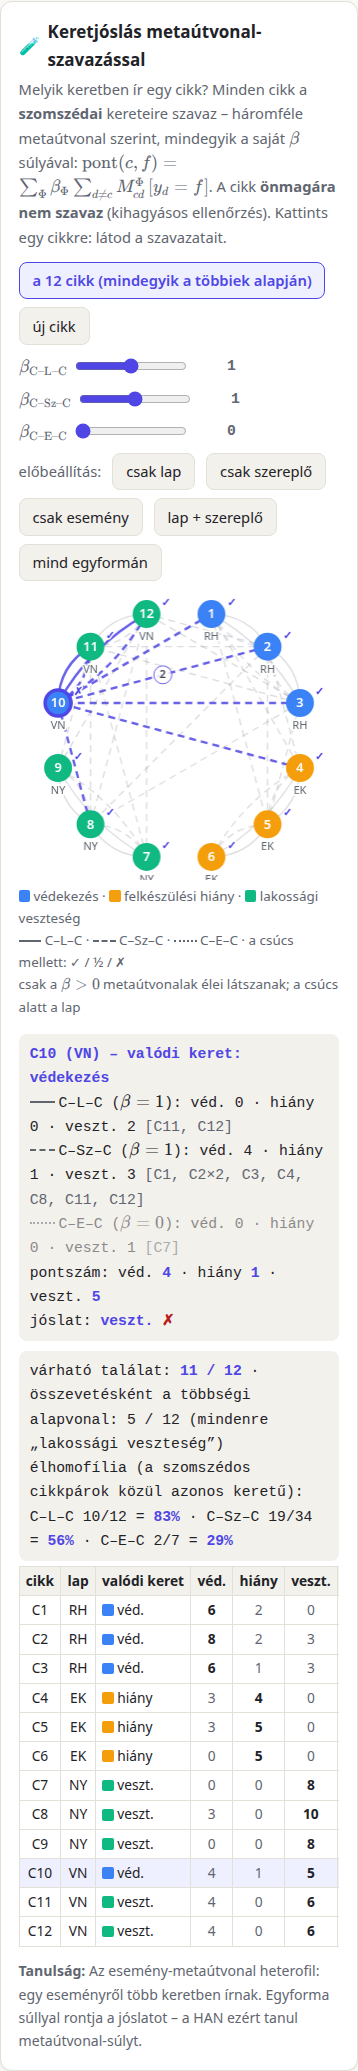 🧪 Keretjóslás metaútvonal-
szavazással
Melyik keretben ír egy cikk? Minden cikk a
szomszédai kereteire szavaz – háromféle
metaútvonal szerint, mindegyik a saját β
súlyával: pont(c, f) =
∑_Φ β_Φ ∑_{d≠c} M^Φ_{cd} [y_d = f]. A cikk önmagára
nem szavaz (kihagyásos ellenőrzés). Kattints
egy cikkre: látod a szavazatait.
a 12 cikk (mindegyik a többiek alapján)
új cikk
β_C–L–C 1
β_C–Sz–C 1
β_C–E–C 0
előbeállítás: csak lap csak szereplő
csak esemény lap + szereplő
mind egyformán
12 ✓ 1 ✓
VN RH
11 ✓ 2 ✓
VN RH
2
10 ✗ 3 ✓
VN RH
9 ✓ 4 ✓
NY EK
8 ✓ 5 ✓
NY EK
7 ✓ 6 ✓
NY EK
védekezés · felkészülési hiány · lakossági
veszteség
C–L–C · C–Sz–C · C–E–C · a csúcs
mellett: ✓ / ½ / ✗
csak a β > 0 metaútvonalak élei látszanak; a csúcs
alatt a lap
C10 (VN) – valódi keret:
védekezés
C–L–C (β = 1): véd. 0 · hiány
0 · veszt. 2 [C11, C12]
C–Sz–C (β = 1): véd. 4 · hiány
1 · veszt. 3 [C1, C2×2, C3, C4,
C8, C11, C12]
C–E–C (β = 0): véd. 0 · hiány
0 · veszt. 1 [C7]
pontszám: véd. 4 · hiány 1 ·
veszt. 5
jóslat: veszt. ✗
várható találat: 11 / 12 ·
összevetésként a többségi
alapvonal: 5 / 12 (mindenre
„lakossági veszteség”)
élhomofília (a szomszédos
cikkpárok közül azonos keretű):
C–L–C 10/12 = 83% · C–Sz–C 19/34
= 56% · C–E–C 2/7 = 29%
cikk lap valódi keret véd. hiány veszt.
C1 RH véd. 6 2 0
C2 RH véd. 8 2 3
C3 RH véd. 6 1 3
C4 EK hiány 3 4 0
C5 EK hiány 3 5 0
C6 EK hiány 0 5 0
C7 NY veszt. 0 0 8
C8 NY veszt. 3 0 10
C9 NY veszt. 0 0 8
C10 VN véd. 4 1 5
C11 VN veszt. 4 0 6
C12 VN veszt. 4 0 6
Tanulság: Az esemény-metaútvonal heterofil:
egy eseményről több keretben írnak. Egyforma
súllyal rontja a jóslatot – a HAN ezért tanul
metaútvonal-súlyt.